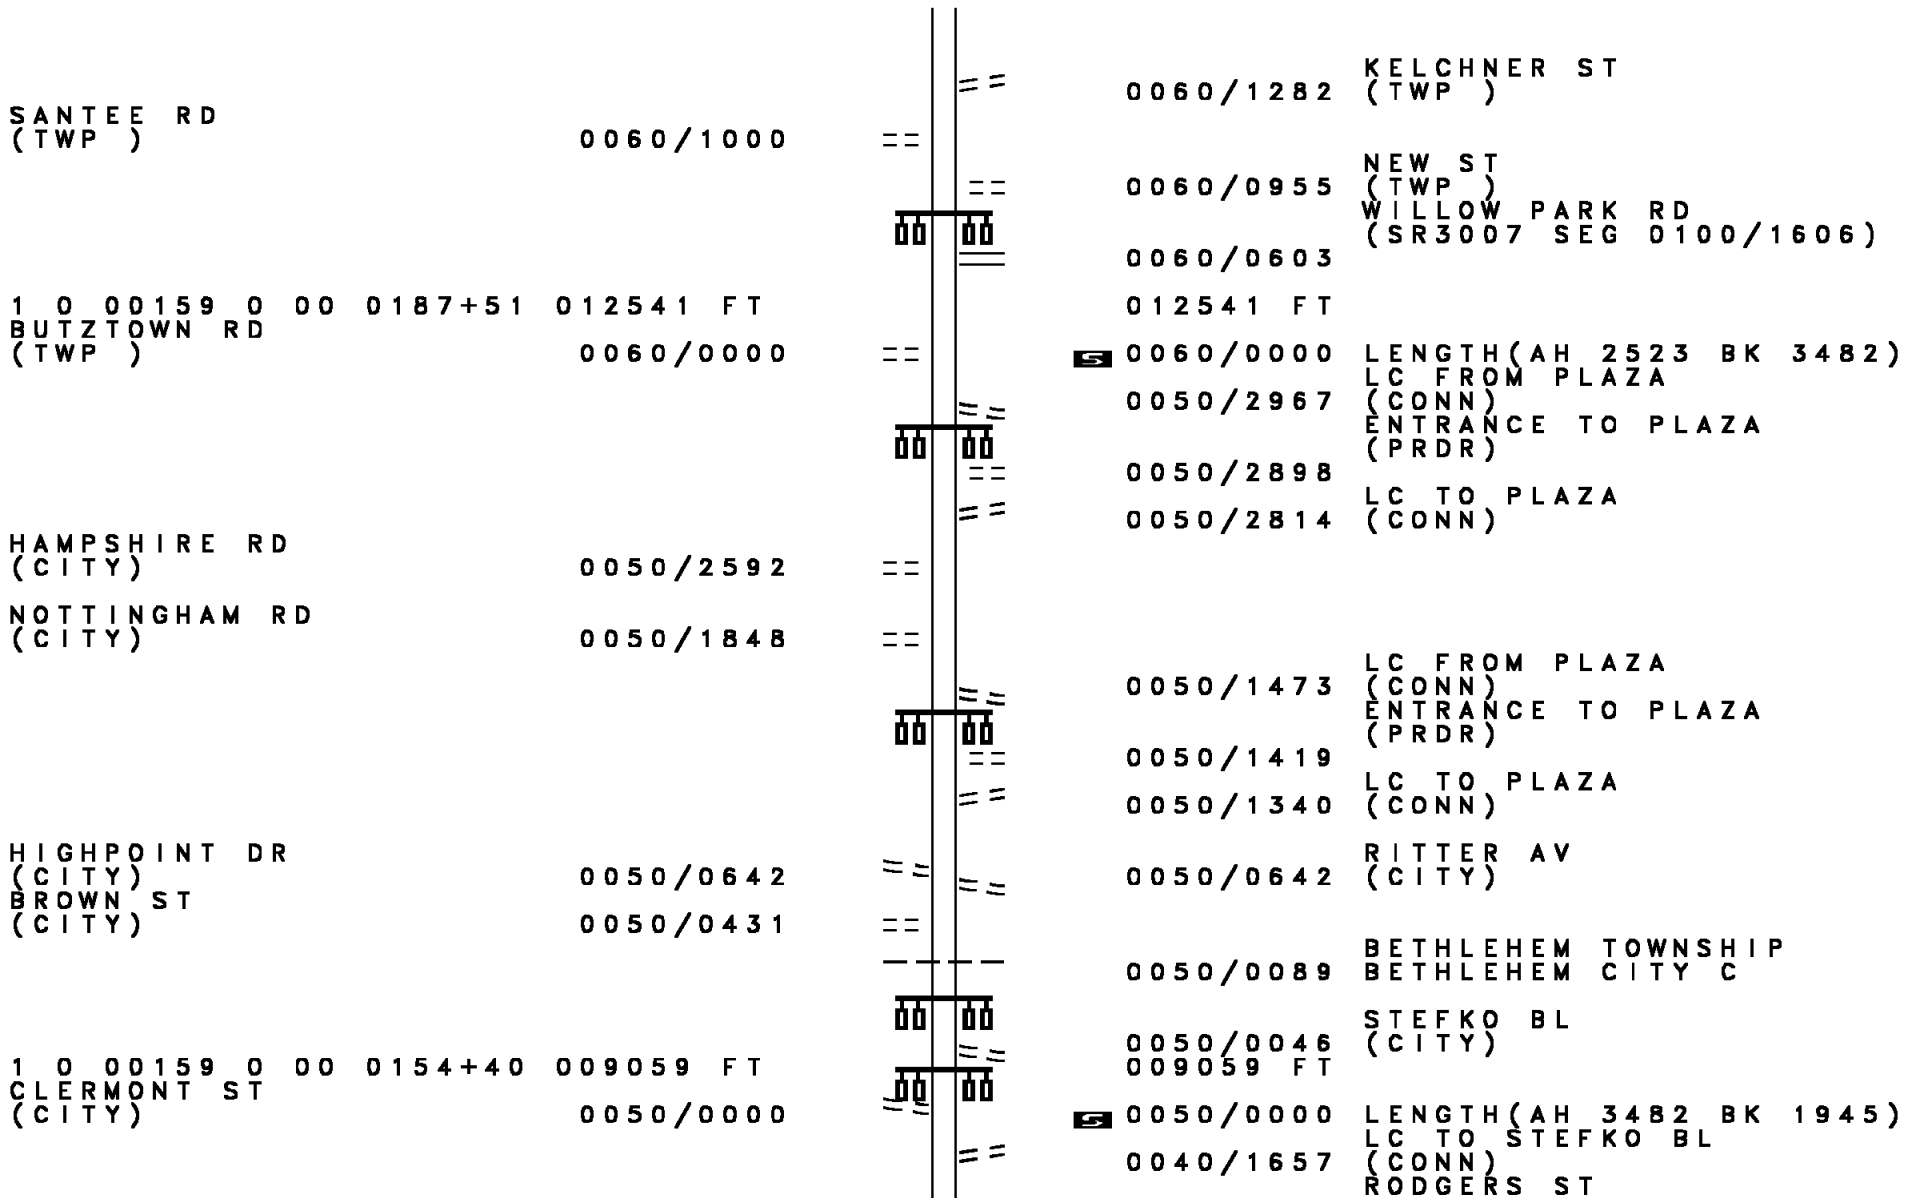 KELCHNER ST
0060/1282 (TWP )
SANTEE RD
(TWP ) 0060/1000
NEW ST
0060/0955 (TWP )
WILLOW PARK RD
(SR3007 SEG 0100/1606)
0060/0603
1 0 00159 0 00 0187+51 012541 FT 012541 FT
BUTZTOWN RD
(TWP ) 0060/0000 S 0060/0000 LENGTH(AH 2523 BK 3482)
LC FROM PLAZA
0050/2967 (CONN)
ENTRANCE TO PLAZA
(PRDR)
0050/2898
LC TO PLAZA
0050/2814 (CONN)
HAMPSHIRE RD
(CITY) 0050/2592
NOTTINGHAM RD
(CITY) 0050/1848
LC FROM PLAZA
0050/1473 (CONN)
ENTRANCE TO PLAZA
(PRDR)
0050/1419
LC TO PLAZA
0050/1340 (CONN)
HIGHPOINT DR RITTER AV
(CITY) 0050/0642 0050/0642 (CITY)
BROWN ST
(CITY) 0050/0431
BETHLEHEM TOWNSHIP
0050/0089 BETHLEHEM CITY C
STEFKO BL
0050/0046 (CITY)
1 0 00159 0 00 0154+40 009059 FT 009059 FT
CLERMONT ST
(CITY) 0050/0000 S 0050/0000 LENGTH(AH 3482 BK 1945)
LC TO STEFKO BL
0040/1657 (CONN)
RODGERS ST